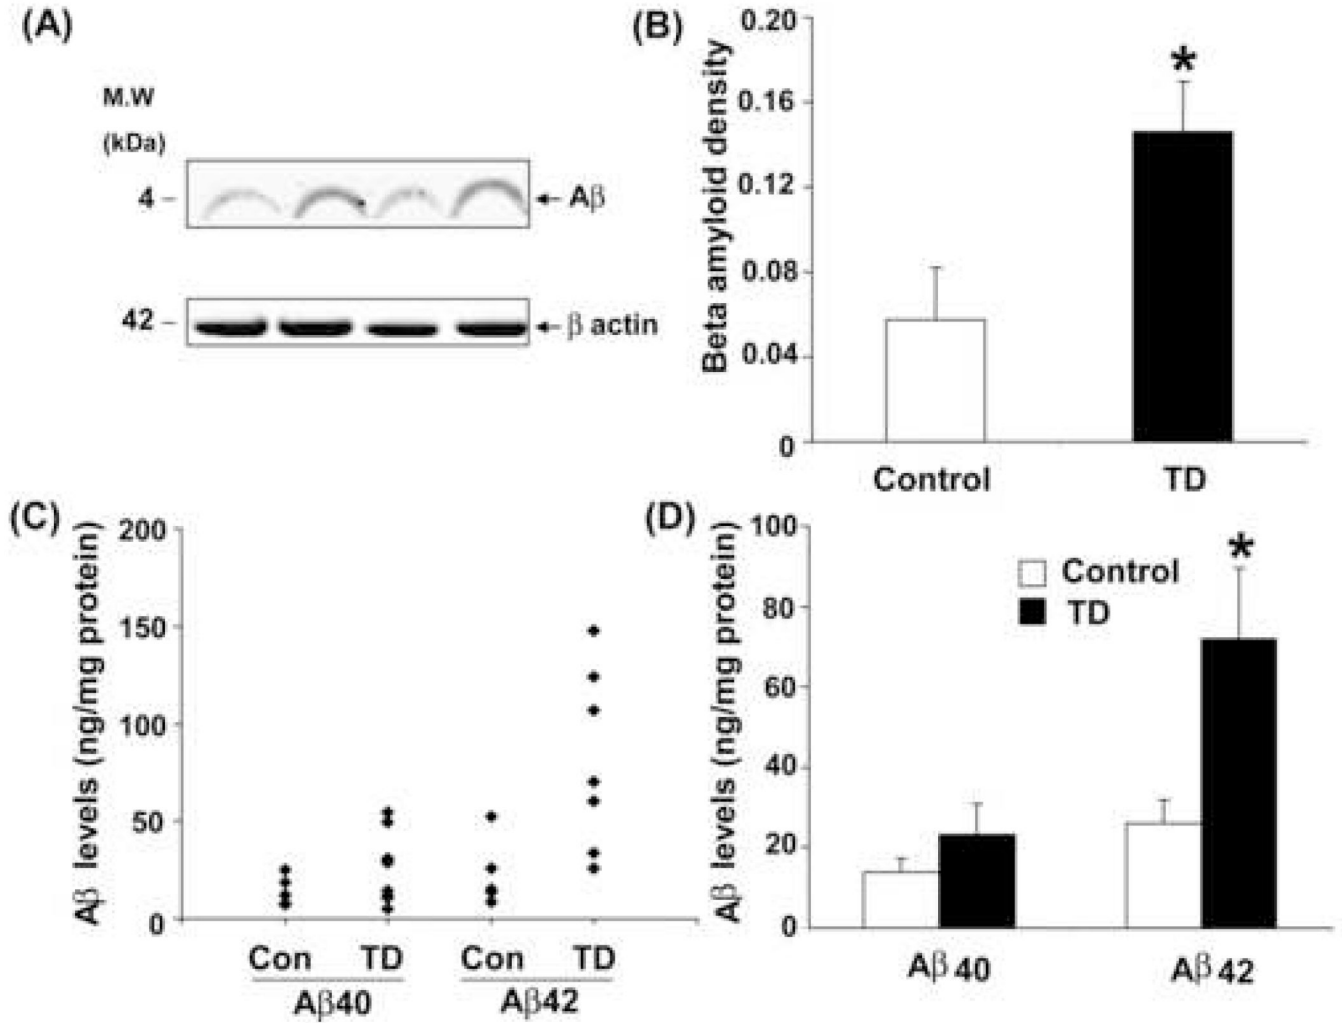 (A)
M.W
(kDa)
4
Aβ
42
β actin
(B)
Beta amyloid density
0.20
0.16
0.12
0.08
0.04
0
*
Control
TD
(C)
Aβ levels (ng/mg protein)
200
150
100
50
0
Con TD Con TD
Aβ40 Aβ42
(D)
Aβ levels (ng/mg protein)
100
80
60
40
20
0
Control
TD
*
Aβ 40 Aβ 42